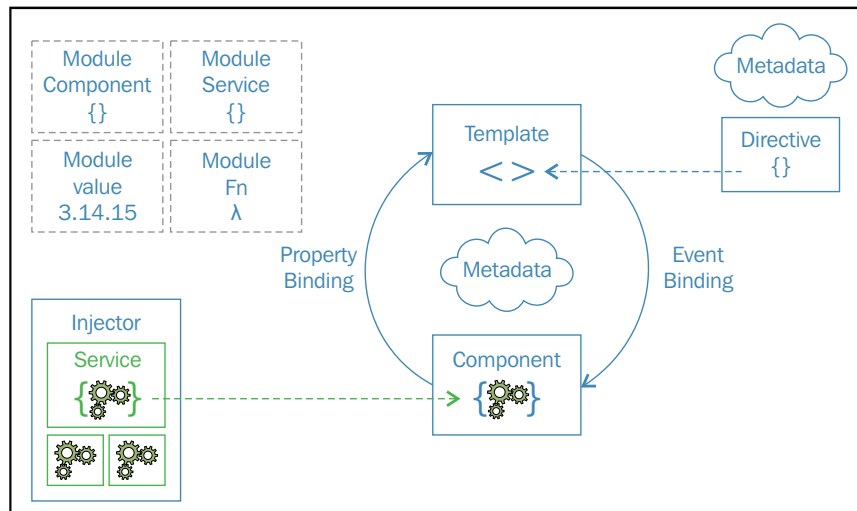 Module
Component
{}
Module
Service
{}
Module
value
3.14.15
Module
Fn
λ
Metadata
Directive
{}
Template
< >
Property
Binding
Metadata
Event
Binding
Injector
Service
{ }
Component
{ }